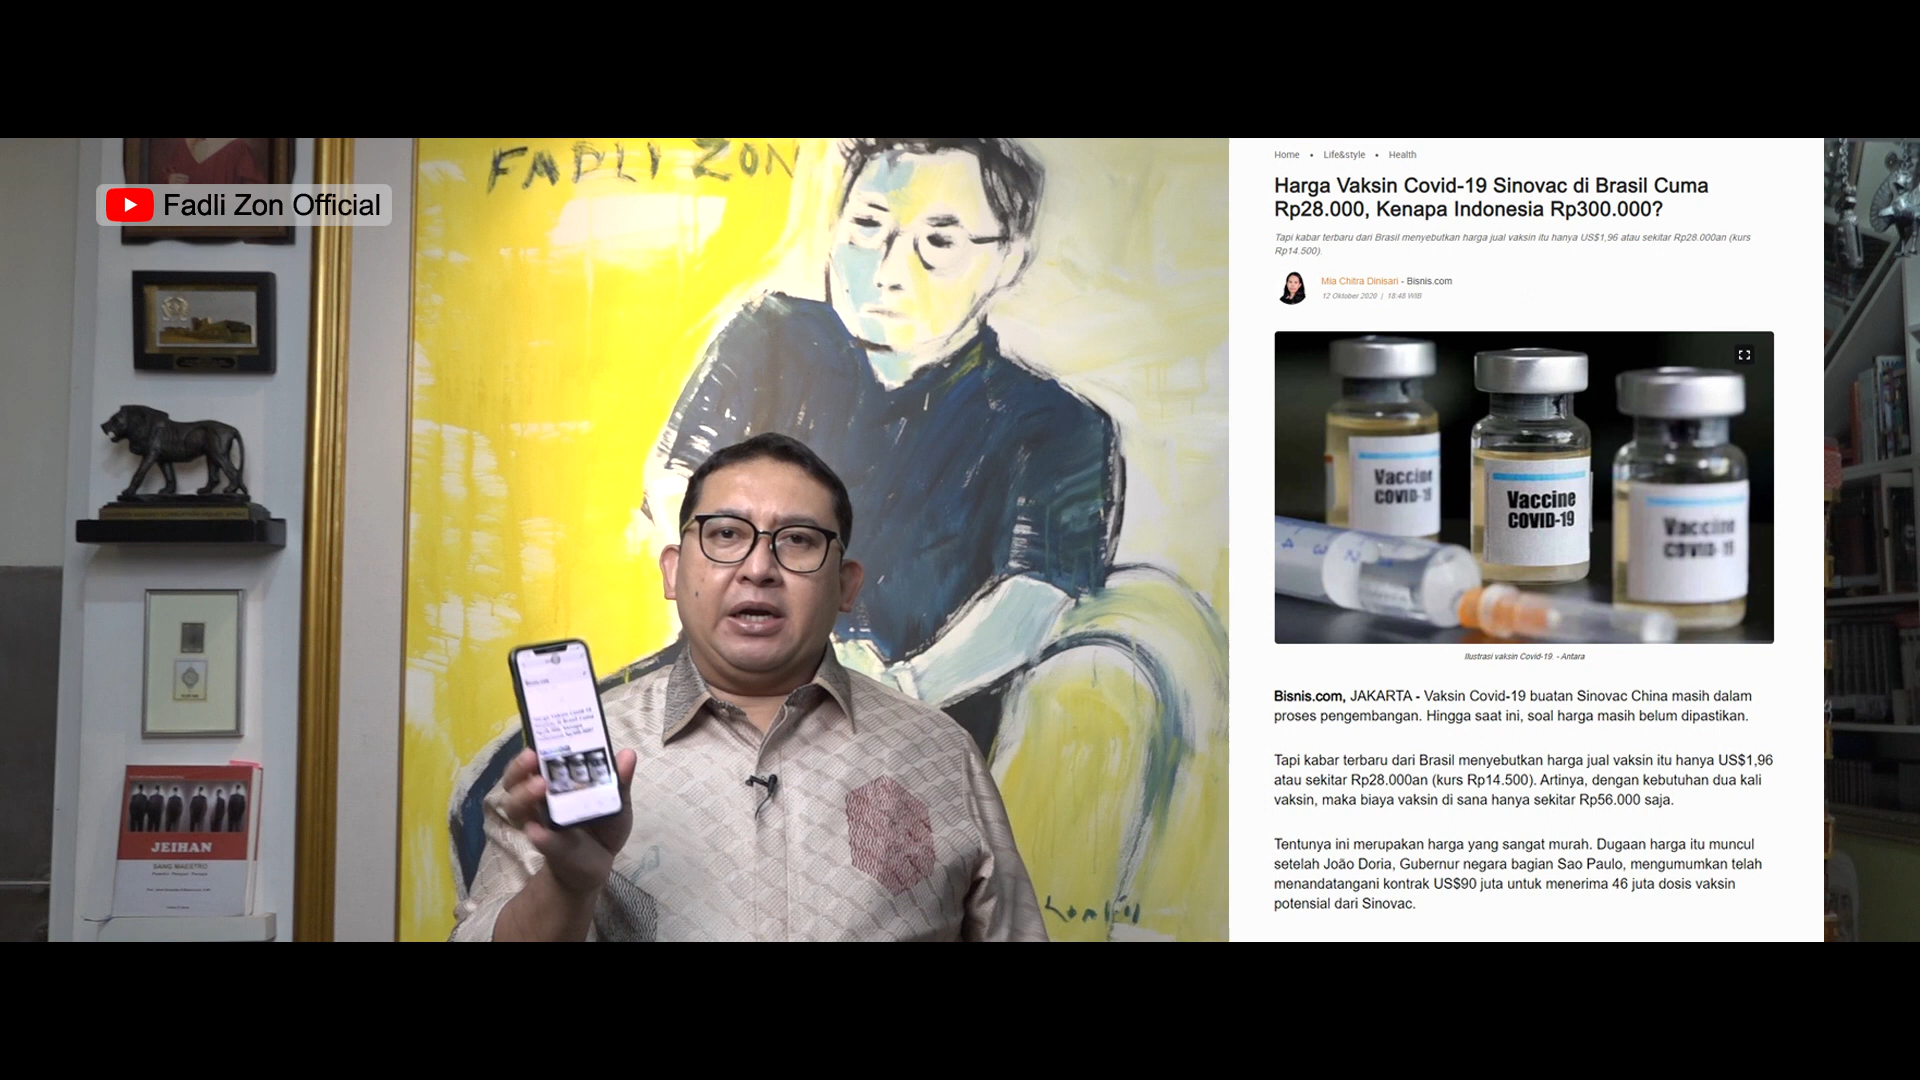 Fadli Zon Official
FADLI ZON
JEIHAN
SANG MAESTRO
Home • Life&style • Health
Harga Vaksin Covid-19 Sinovac di Brasil Cuma
Rp28.000, Kenapa Indonesia Rp300.000?
Tapi kabar terbaru dari Brasil menyebutkan harga jual vaksin itu hanya US$1,96 atau sekitar Rp28.000an (kurs
Rp14.500).
Mia Chitra Dinisari - Bisnis.com
12 Oktober 2020 | 18:48 WIB
Vaccine
COVID-19
Vaccine
COVID-19
Vaccine
COVID-19
Ilustrasi vaksin Covid-19. - Antara
Bisnis.com, JAKARTA - Vaksin Covid-19 buatan Sinovac China masih dalam
proses pengembangan. Hingga saat ini, soal harga masih belum dipastikan.
Tapi kabar terbaru dari Brasil menyebutkan harga jual vaksin itu hanya US$1,96
atau sekitar Rp28.000an (kurs Rp14.500). Artinya, dengan kebutuhan dua kali
vaksin, maka biaya vaksin di sana hanya sekitar Rp56.000 saja.
Tentunya ini merupakan harga yang sangat murah. Dugaan harga itu muncul
setelah João Doria, Gubernur negara bagian Sao Paulo, mengumumkan telah
menandatangani kontrak US$90 juta untuk menerima 46 juta dosis vaksin
potensial dari Sinovac.